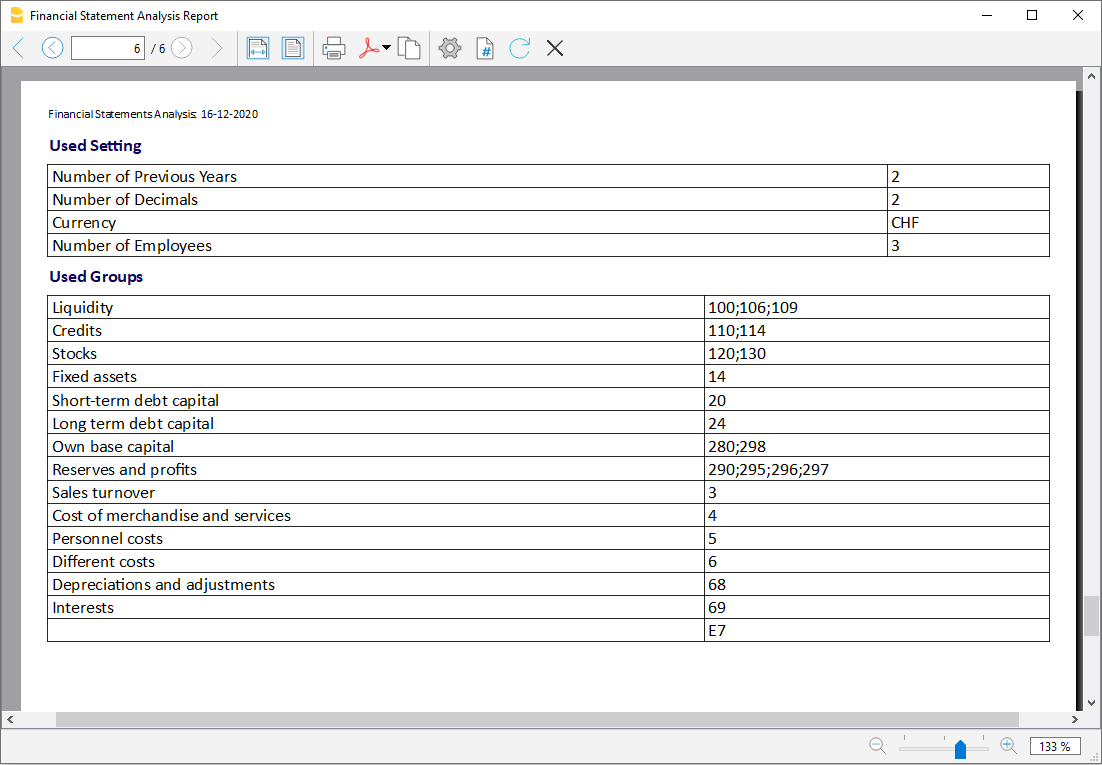 Financial Statement Analysis Report
6 / 6
Financial Statements Analysis: 16-12-2020
Used Setting
Number of Previous Years 2
Number of Decimals 2
Currency CHF
Number of Employees 3
Used Groups
Liquidity 100;106;109
Credits 110;114
Stocks 120;130
Fixed assets 14
Short-term debt capital 20
Long term debt capital 24
Own base capital 280;298
Reserves and profits 290;295;296;297
Sales turnover 3
Cost of merchandise and services 4
Personnel costs 5
Different costs 6
Depreciations and adjustments 68
Interests 69
E7
133 %